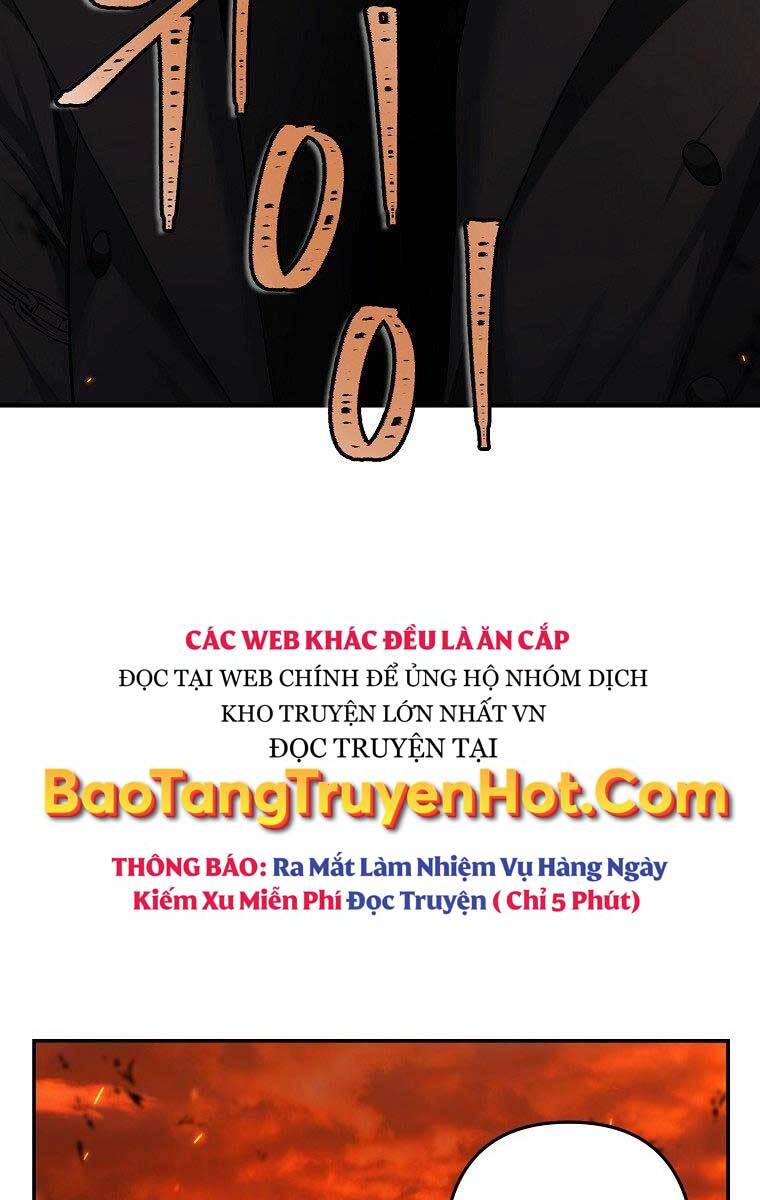 CÁC WEB KHÁC ĐỀU LÀ ĂN CẮP
ĐỌC TẠI WEB CHÍNH ĐỂ ỦNG HỘ NHÓM DỊCH
KHO TRUYỆN LỚN NHẤT VN
ĐỌC TRUYỆN TẠI
BaoTangTruyenHot.Com
THÔNG BÁO: Ra Mắt Làm Nhiệm Vụ Hàng Ngày
Kiếm Xu Miễn Phí Đọc Truyện ( Chỉ 5 Phút)